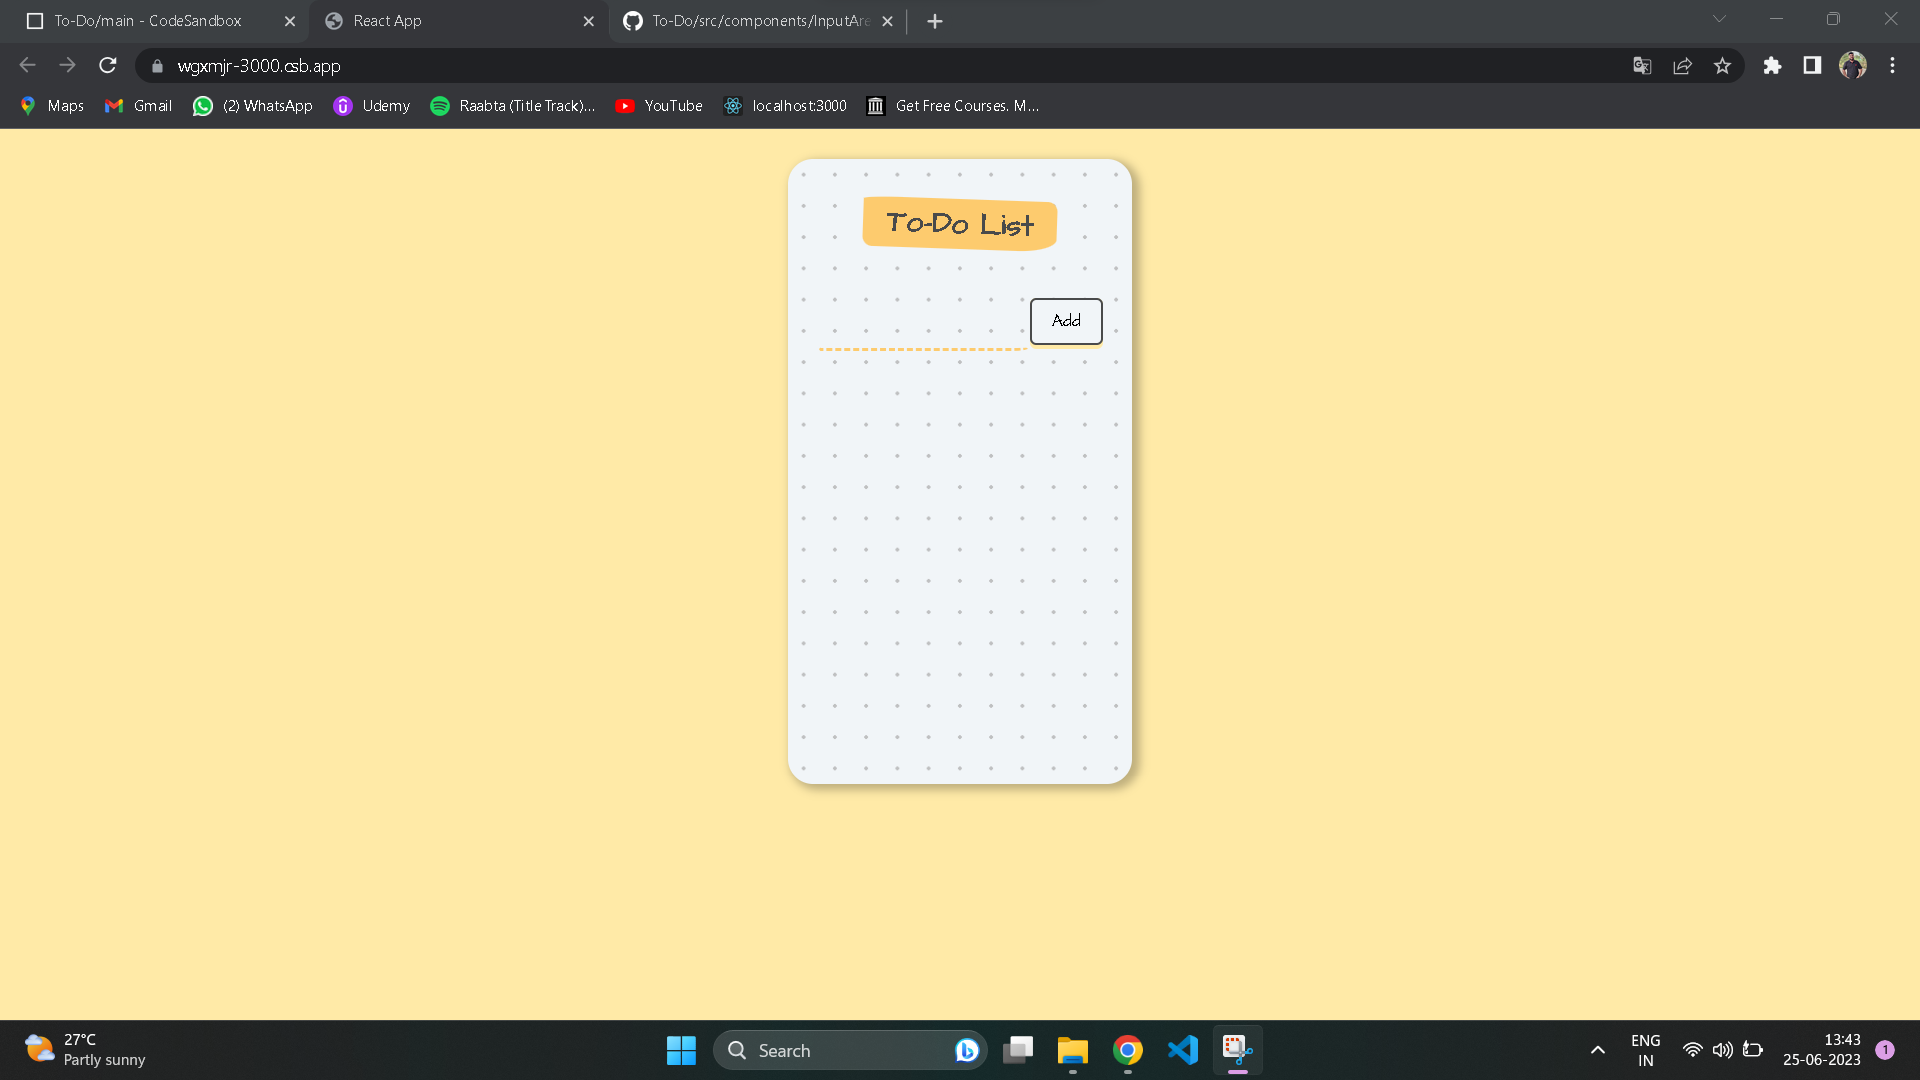 To-Do/main - CodeSandbox
React App
To-Do/src/components/InputAre
wgxmjr-3000.csb.app
Maps
Gmail
(2) WhatsApp
Udemy
Raabta (Title Track)...
YouTube
localhost:3000
Get Free Courses. M...
To-Do List
Add
27°C
Partly sunny
Search
ENG
IN
13:43
25-06-2023
1